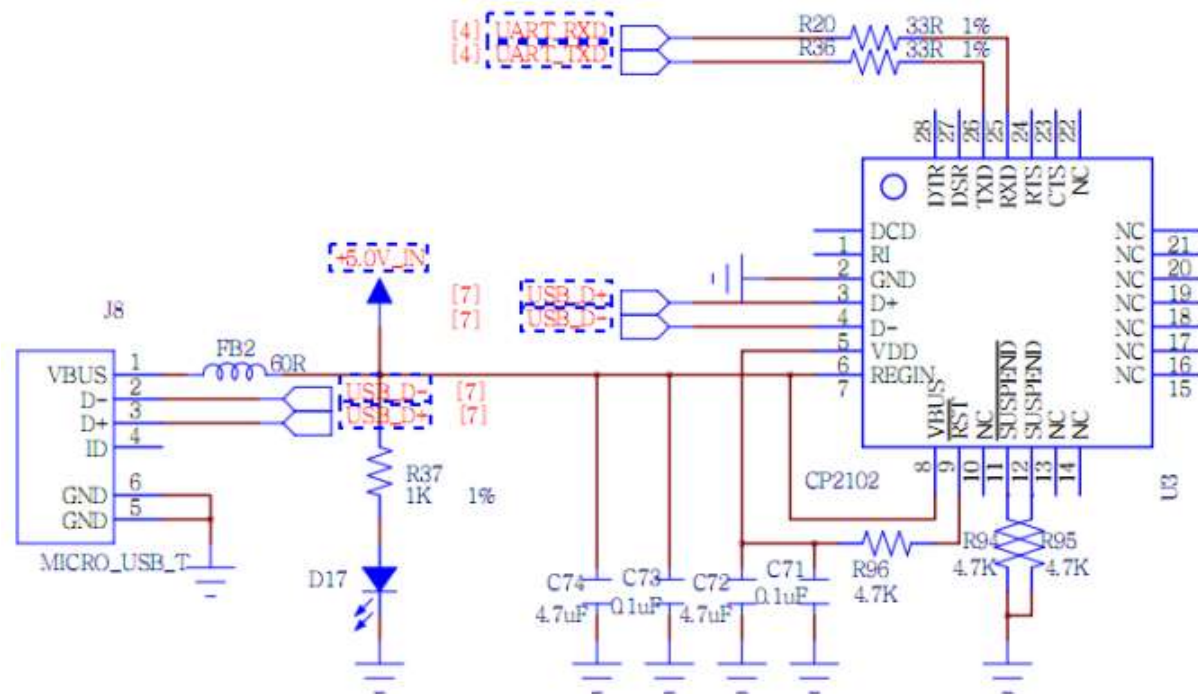 [4] UART_RXD R20 33R 1%
[4] UART_TXD R36 33R 1%
28 27 26 25 24 23 22
DTR DSR TXD RXD RTS CTS NC
+5.0V_IN
DCD NC
1 RI NC 21
2 GND NC 20
[7] USB_D+ 3 D+ NC 19
[7] USB_D- 4 D- NC 18
5 VDD NC 17
6 REGIN NC 16
7 15
J8
FB2 60R
VBUS 1
D- 2 USB_D- [7]
D+ 3 USB_D+ [7]
ID 4
GND 6
GND 5
MICRO_USB_T
VBUS RST NC SUSPEND SUSPEND NC NC
8 9 10 11 12 13 14
CP2102
U3
R37
1K 1%
D17
C74
4.7uF
C73
0.1uF
C72
4.7uF
C71
0.1uF
R96
4.7K
R94
4.7K
R95
4.7K